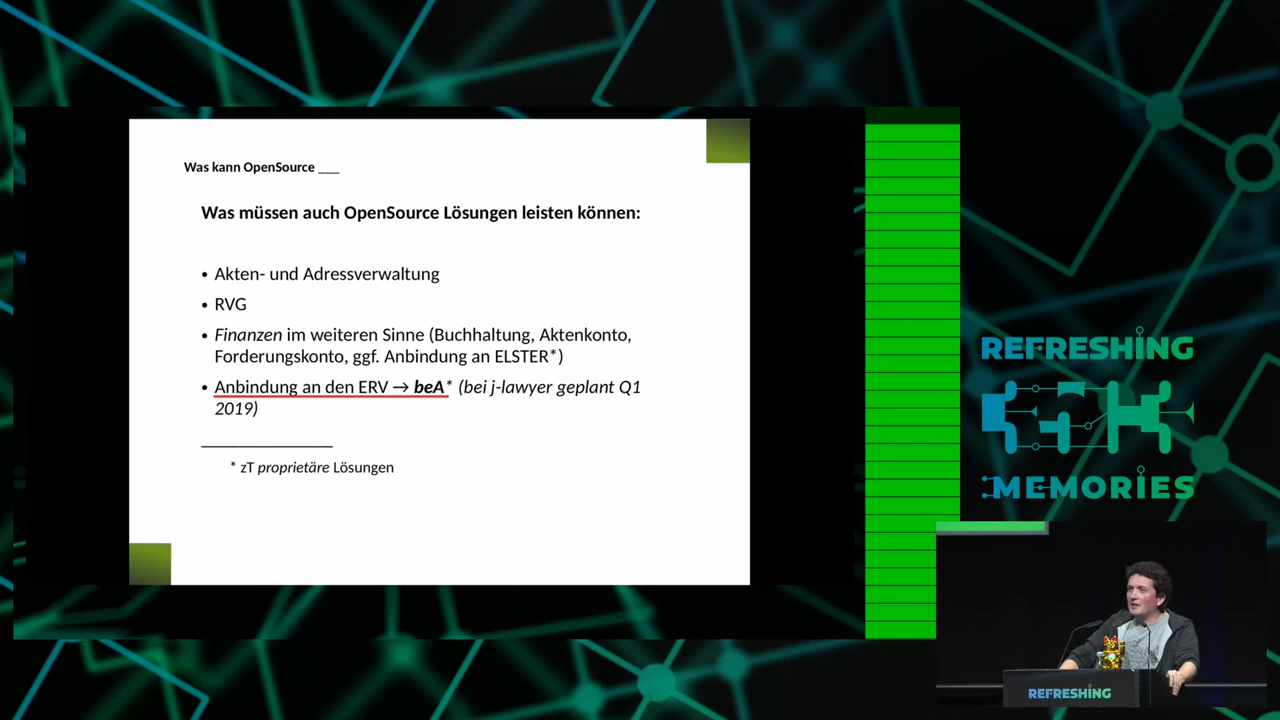 Was kann OpenSource ___
Was müssen auch OpenSource Lösungen leisten können:
• Akten- und Adressverwaltung
• RVG
• Finanzen im weiteren Sinne (Buchhaltung, Aktenkonto,
Forderungskonto, ggf. Anbindung an ELSTER*)
• Anbindung an den ERV → beA* (bei j-lawyer geplant Q1
2019)
_______________
* zT proprietäre Lösungen
REFRESHING
35C3
MEMORIES
REFRESHING